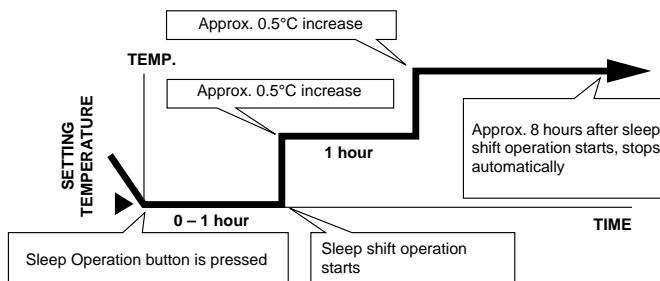 Approx. 0.5°C increase
TEMP.
Approx. 0.5°C increase
SETTING
TEMPERATURE
1 hour
Approx. 8 hours after sleep
shift operation starts, stops
automatically
0 – 1 hour
TIME
Sleep Operation button is pressed
Sleep shift operation
starts